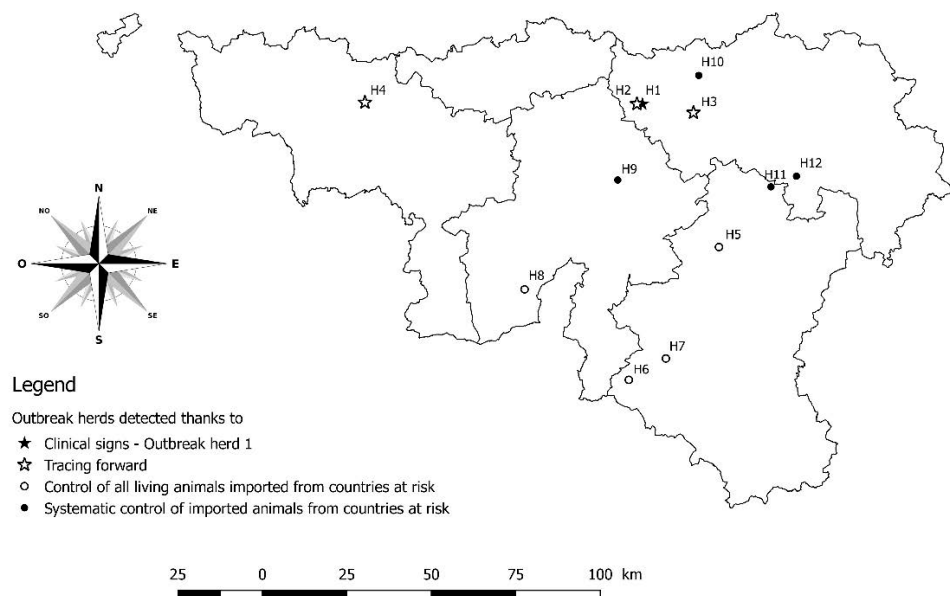 H10
H4
H2 H1
H3
H9
H11 H12
H5
H8
H7
H6
N
NO NE
O E
SO SE
S
Legend
Outbreak herds detected thanks to
Clinical signs - Outbreak herd 1
Tracing forward
Control of all living animals imported from countries at risk
Systematic control of imported animals from countries at risk
25 0 25 50 75 100 km